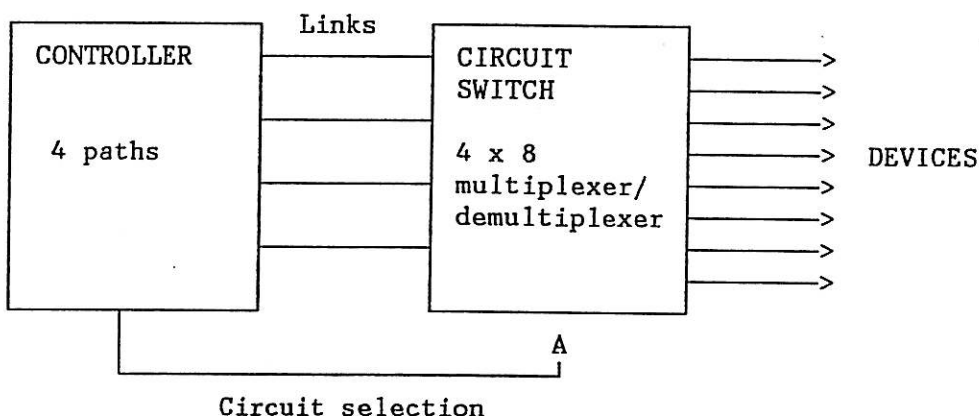 Links
CONTROLLER
4 paths
CIRCUIT
SWITCH
4 x 8
multiplexer/
demultiplexer
DEVICES
A
Circuit selection